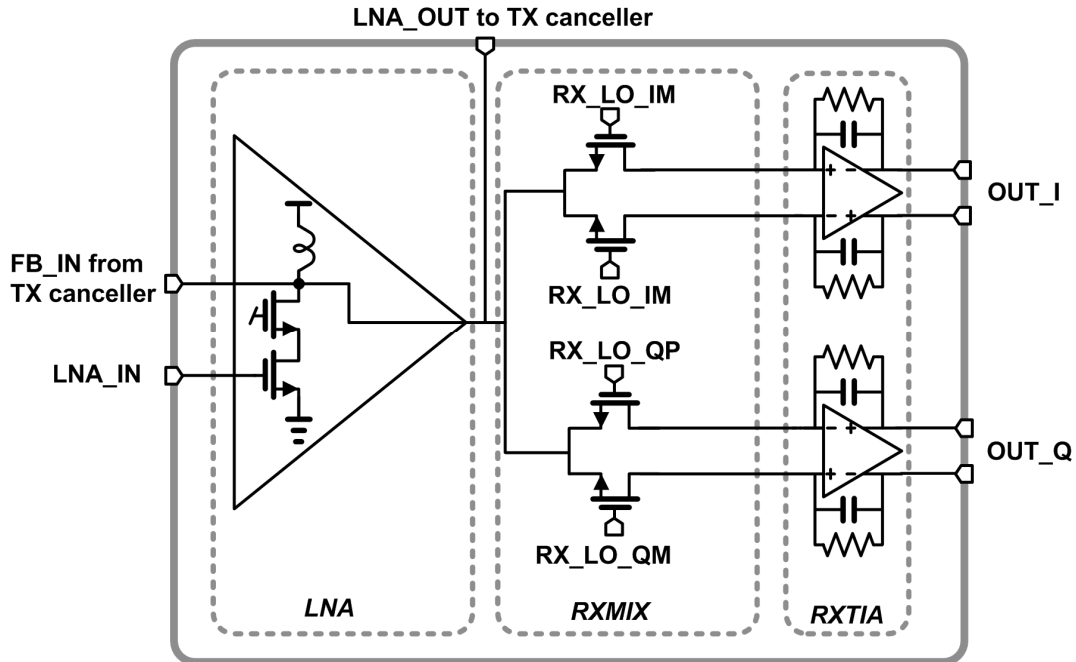 LNA_OUT to TX canceller
RX_LO_IM
+ -
- +
OUT_I
RX_LO_IM
FB_IN from
TX canceller
LNA_IN
RX_LO_QP
- +
+ -
OUT_Q
RX_LO_QM
LNA
RXMIX
RXTIA